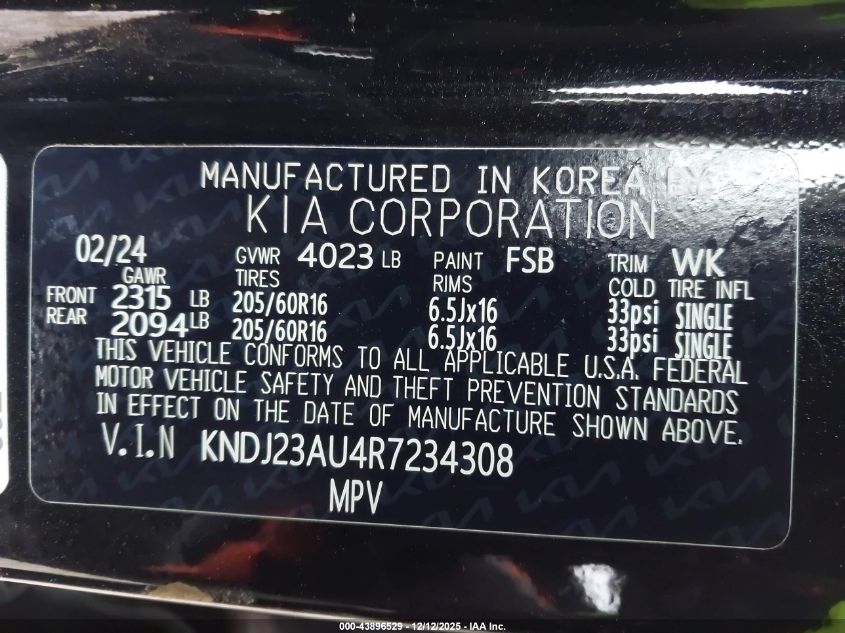 MANUFACTURED IN KOREA BY
KIA CORPORATION
02/24 GVWR 4023 LB PAINT FSB TRIM WK
GAWR TIRES RIMS COLD TIRE INFL
FRONT 2315 LB 205/60R16 6.5Jx16 33psi SINGLE
REAR 2094 LB 205/60R16 6.5Jx16 33psi SINGLE
THIS VEHICLE CONFORMS TO ALL APPLICABLE U.S.A. FEDERAL
MOTOR VEHICLE SAFETY AND THEFT PREVENTION STANDARDS
IN EFFECT ON THE DATE OF MANUFACTURE SHOWN ABOVE.
V.I.N KNDJ23AU4R7234308
MPV
000-43896529 - 12/12/2025 - IAA Inc.